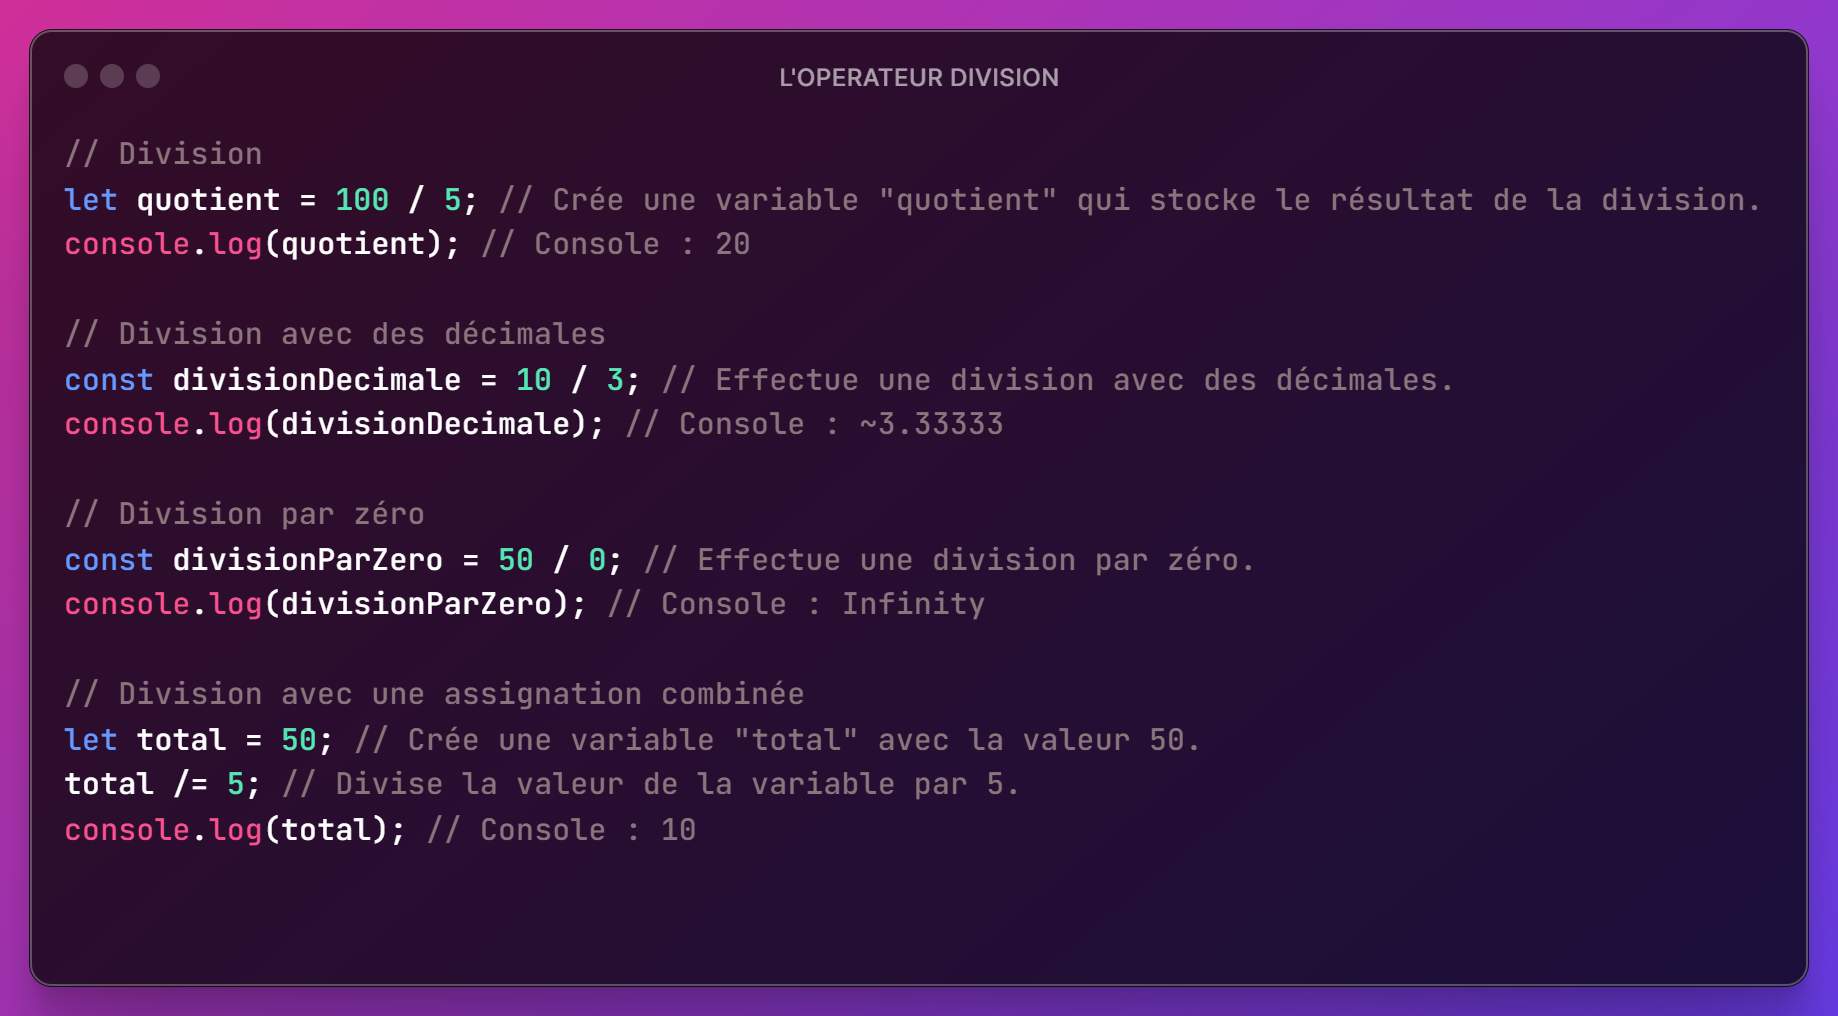 L'OPERATEUR DIVISION
// Division
let quotient = 100 / 5; // Crée une variable "quotient" qui stocke le résultat de la division.
console.log(quotient); // Console : 20
// Division avec des décimales
const divisionDecimale = 10 / 3; // Effectue une division avec des décimales.
console.log(divisionDecimale); // Console : ~3.33333
// Division par zéro
const divisionParZero = 50 / 0; // Effectue une division par zéro.
console.log(divisionParZero); // Console : Infinity
// Division avec une assignation combinée
let total = 50; // Crée une variable "total" avec la valeur 50.
total /= 5; // Divise la valeur de la variable par 5.
console.log(total); // Console : 10